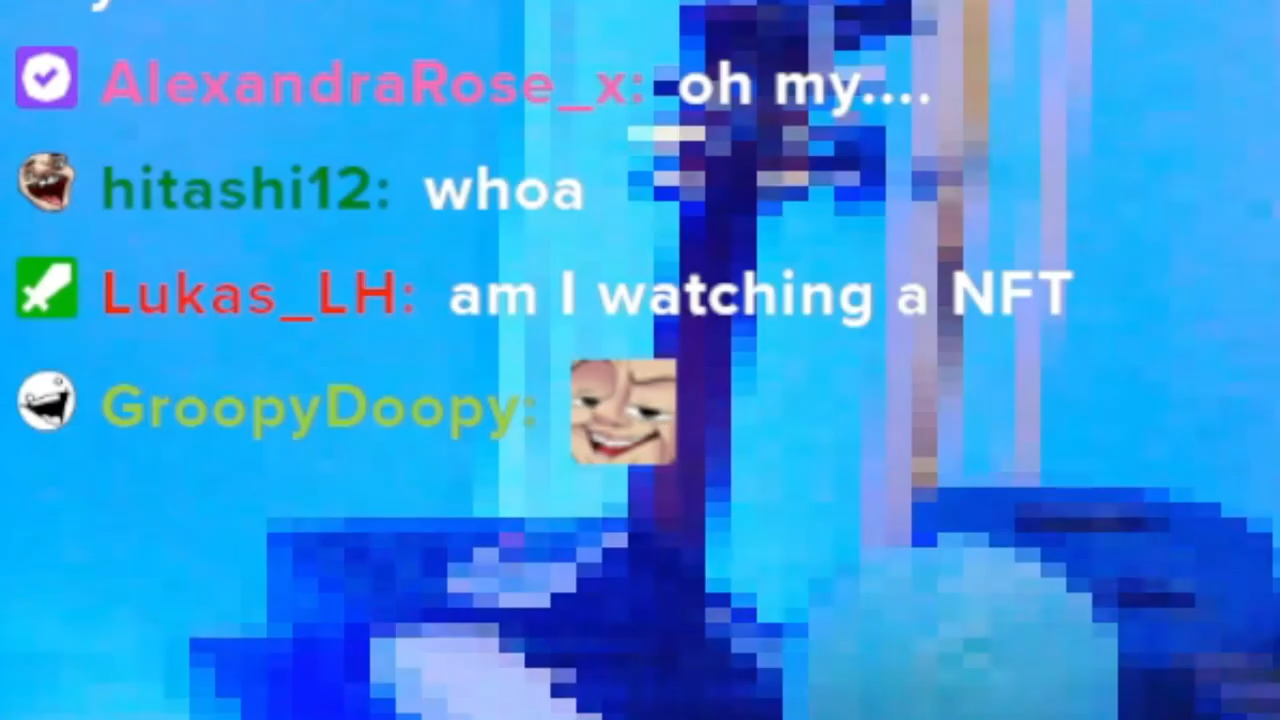 AlexandraRose_x: oh my....
hitashi12: whoa
Lukas_LH: am I watching a NFT
GroopyDoopy: